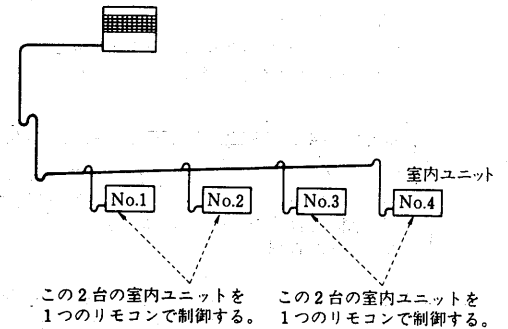 室内ユニット
No.1
No.2
No.3
No.4
この2台の室内ユニットを
1つのリモコンで制御する。
この2台の室内ユニットを
1つのリモコンで制御する。